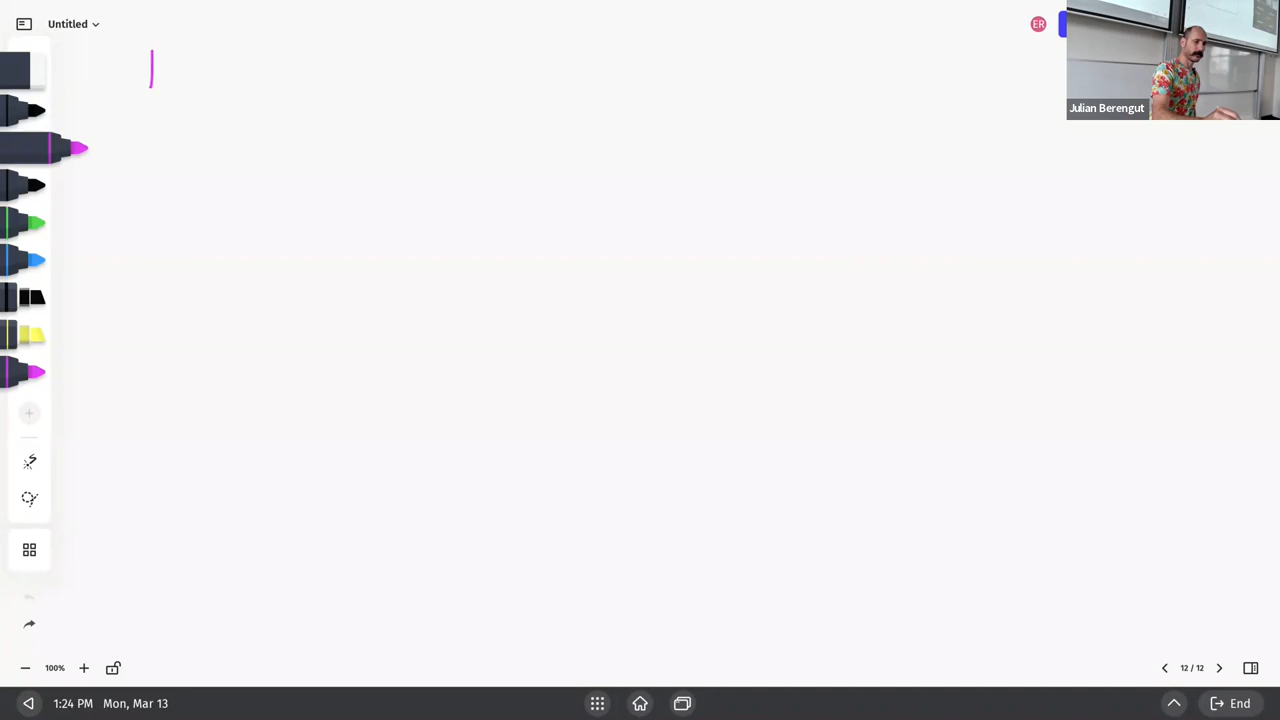 Untitled
ER
Julian Berengut
100%
12 / 12
1:24 PM Mon, Mar 13
End